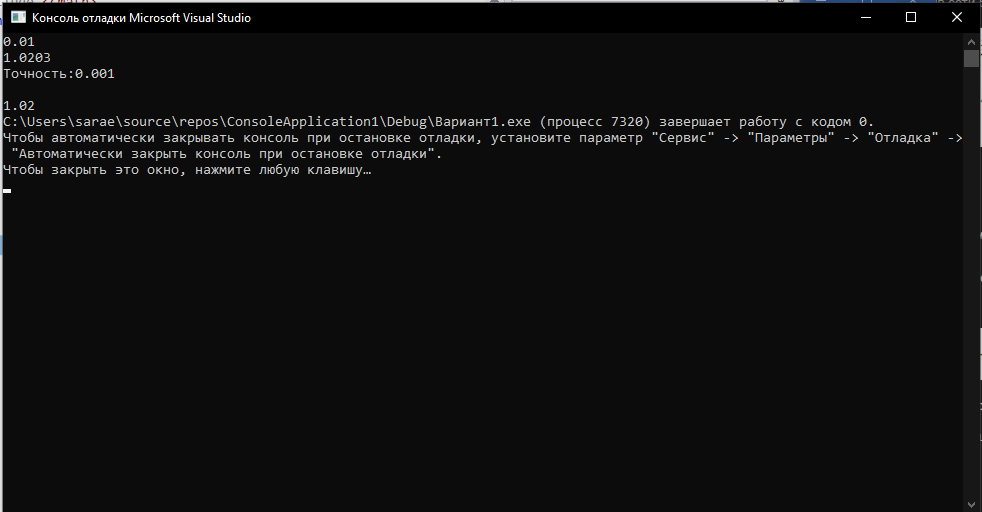 Консоль отладки Microsoft Visual Studio
0.01
1.0203
Точность:0.001
1.02
C:\Users\sarae\source\repos\ConsoleApplication1\Debug\Вариант1.exe (процесс 7320) завершает работу с кодом 0.
Чтобы автоматически закрывать консоль при остановке отладки, установите параметр "Сервис" -> "Параметры" -> "Отладка" ->
"Автоматически закрыть консоль при остановке отладки".
Чтобы закрыть это окно, нажмите любую клавишу…